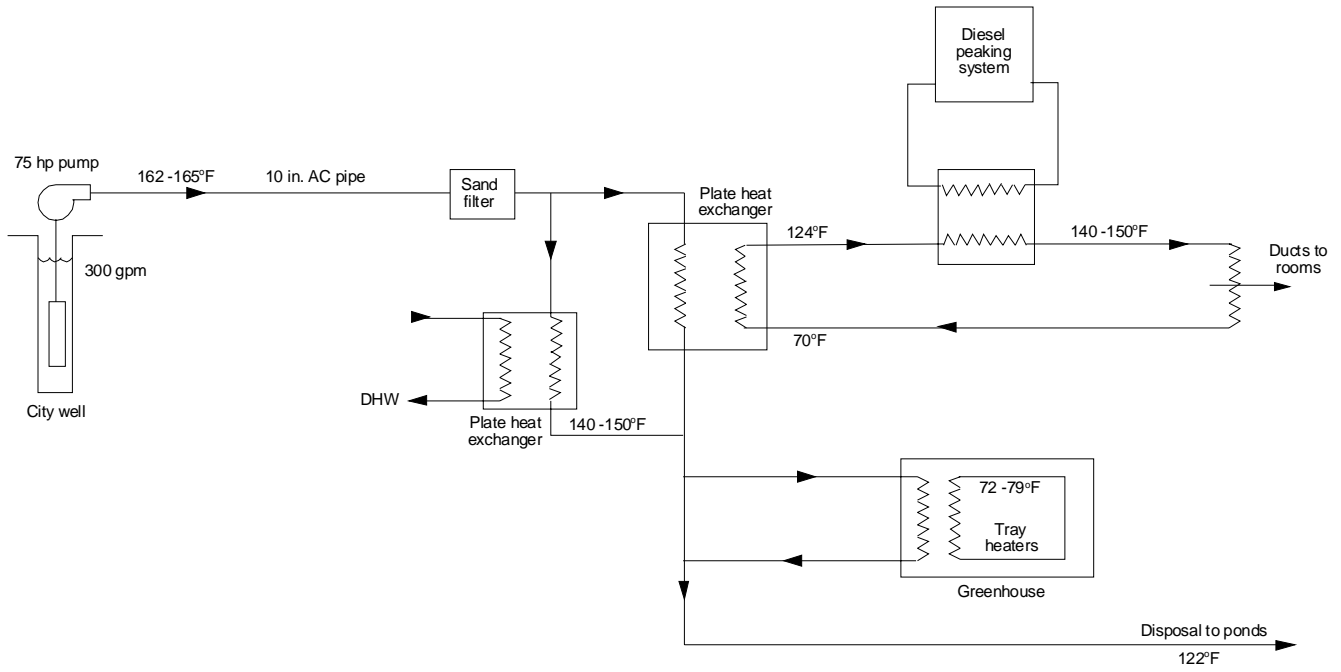 Diesel
peaking
system
75 hp pump
162 -165°F
10 in. AC pipe
Sand
filter
Plate heat
exchanger
124°F
140 -150°F
Ducts to
rooms
300 gpm
70°F
DHW
City well
Plate heat
exchanger
140 -150°F
72 -79°F
Tray
heaters
Greenhouse
Disposal to ponds
122°F